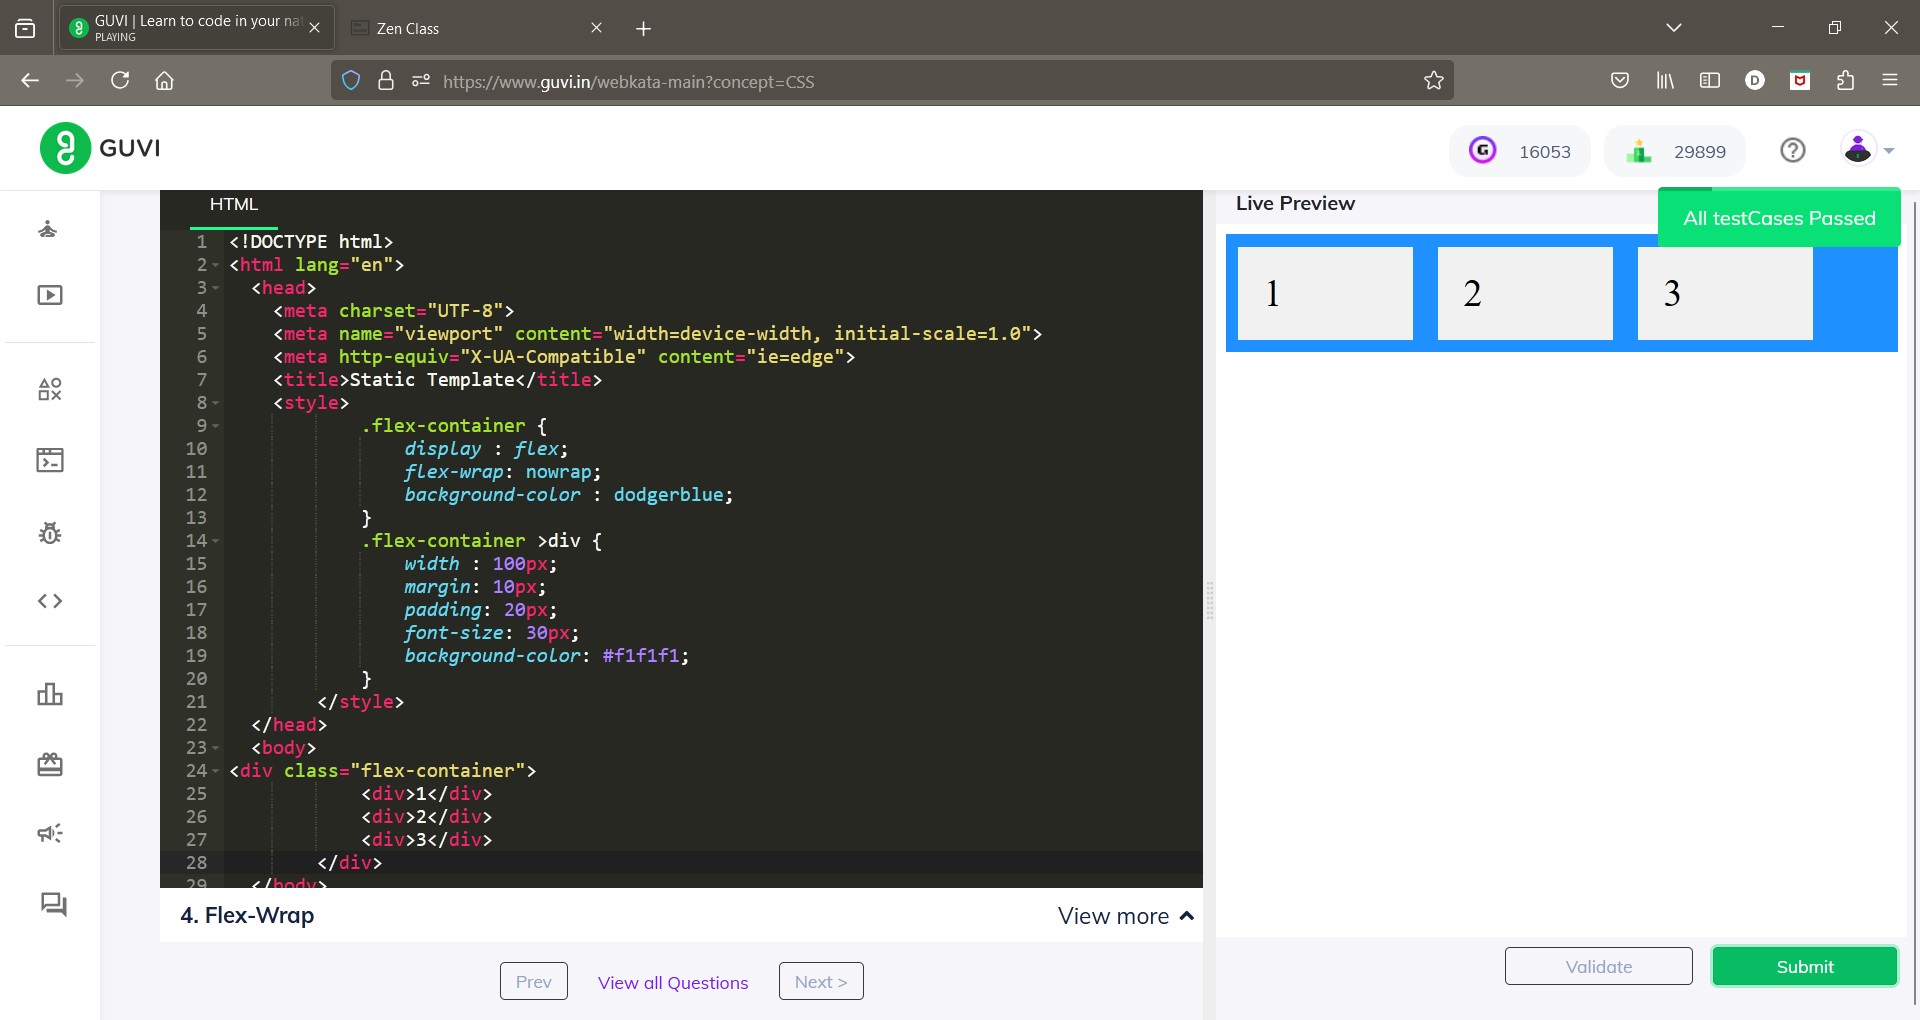 GUVI | Learn to code in your nat
PLAYING
Zen Class
https://www.guvi.in/webkata-main?concept=CSS
D
GUVI
G
16053
29899
HTML
Live Preview
All testCases Passed
1 <!DOCTYPE html>
2 <html lang="en">
3 <head>
4 <meta charset="UTF-8">
5 <meta name="viewport" content="width=device-width, initial-scale=1.0">
6 <meta http-equiv="X-UA-Compatible" content="ie=edge">
7 <title>Static Template</title>
8 <style>
9 .flex-container {
10 display : flex;
11 flex-wrap: nowrap;
12 background-color : dodgerblue;
13 }
14 .flex-container >div {
15 width : 100px;
16 margin: 10px;
17 padding: 20px;
18 font-size: 30px;
19 background-color: #f1f1f1;
20 }
21 </style>
22 </head>
23 <body>
24 <div class="flex-container">
25 <div>1</div>
26 <div>2</div>
27 <div>3</div>
28 </div>
29 </body>
1
2
3
4. Flex-Wrap
View more
Prev
View all Questions
Next >
Validate
Submit